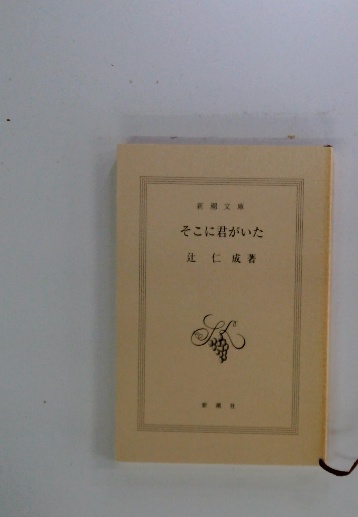 新潮文庫
そこに君がいた
辻仁成著
新潮社